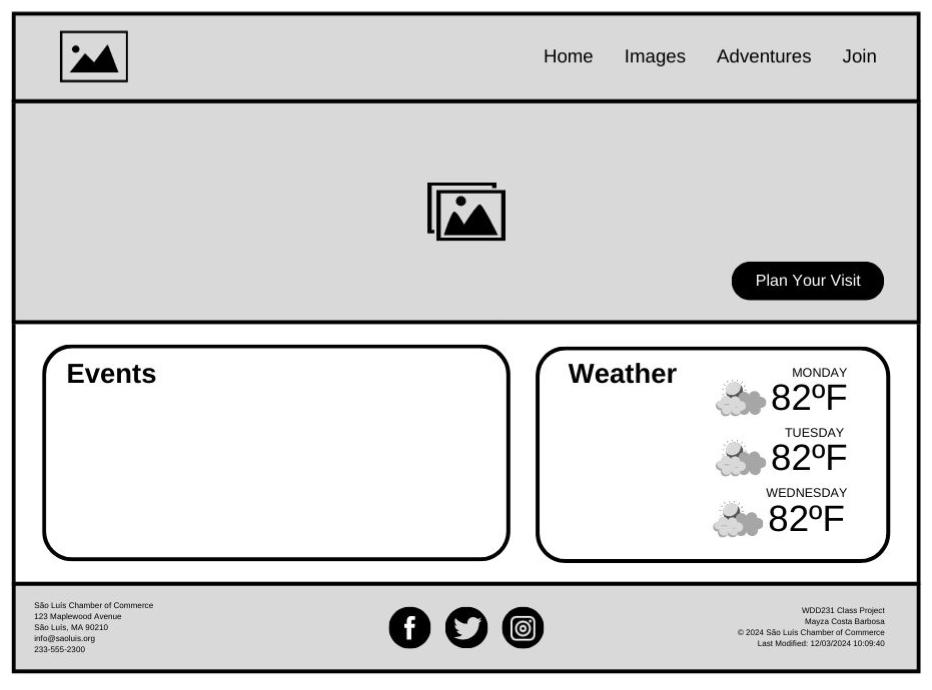 Home Images Adventures Join
Plan Your Visit
Events
Weather
MONDAY
82ºF
TUESDAY
82ºF
WEDNESDAY
82ºF
São Luís Chamber of Commerce
123 Maplewood Avenue
São Luís, MA 90210
info@saoluis.org
233-555-2300
WDD231 Class Project
Mayza Costa Barbosa
© 2024 São Luís Chamber of Commerce
Last Modified: 12/03/2024 10:09:40